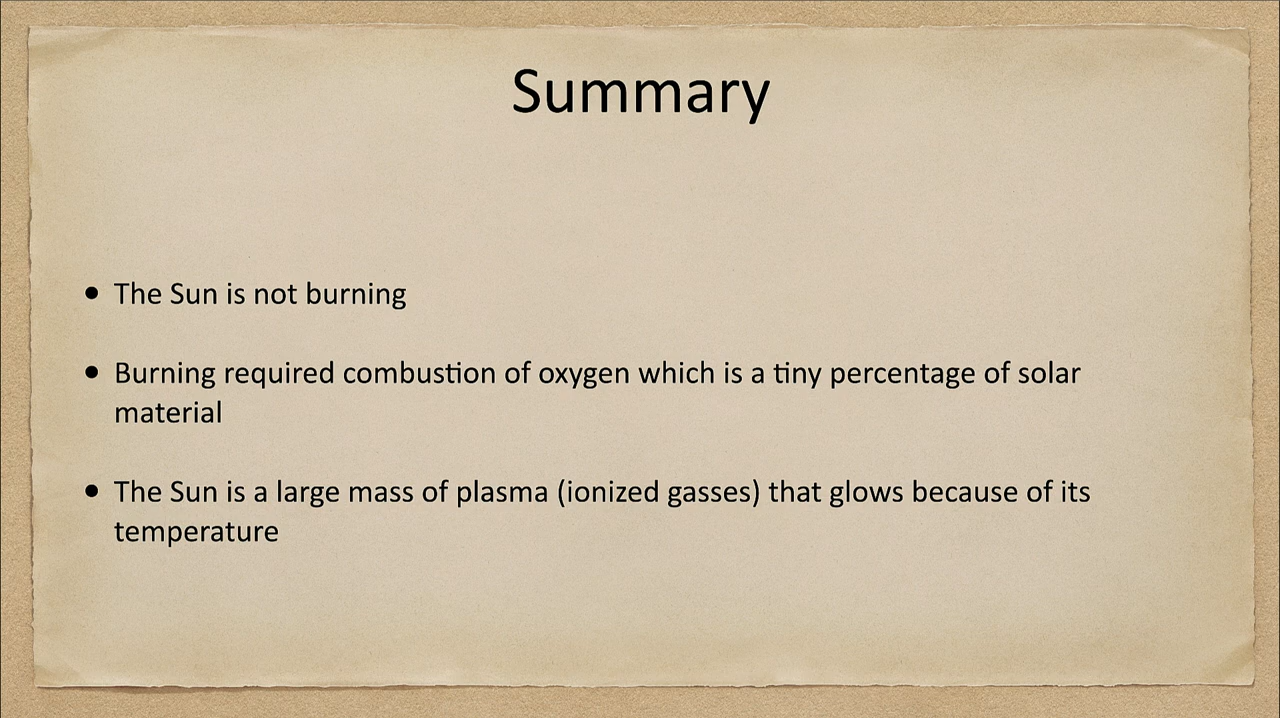 Summary
• The Sun is not burning
• Burning required combustion of oxygen which is a tiny percentage of solar
material
• The Sun is a large mass of plasma (ionized gasses) that glows because of its
temperature